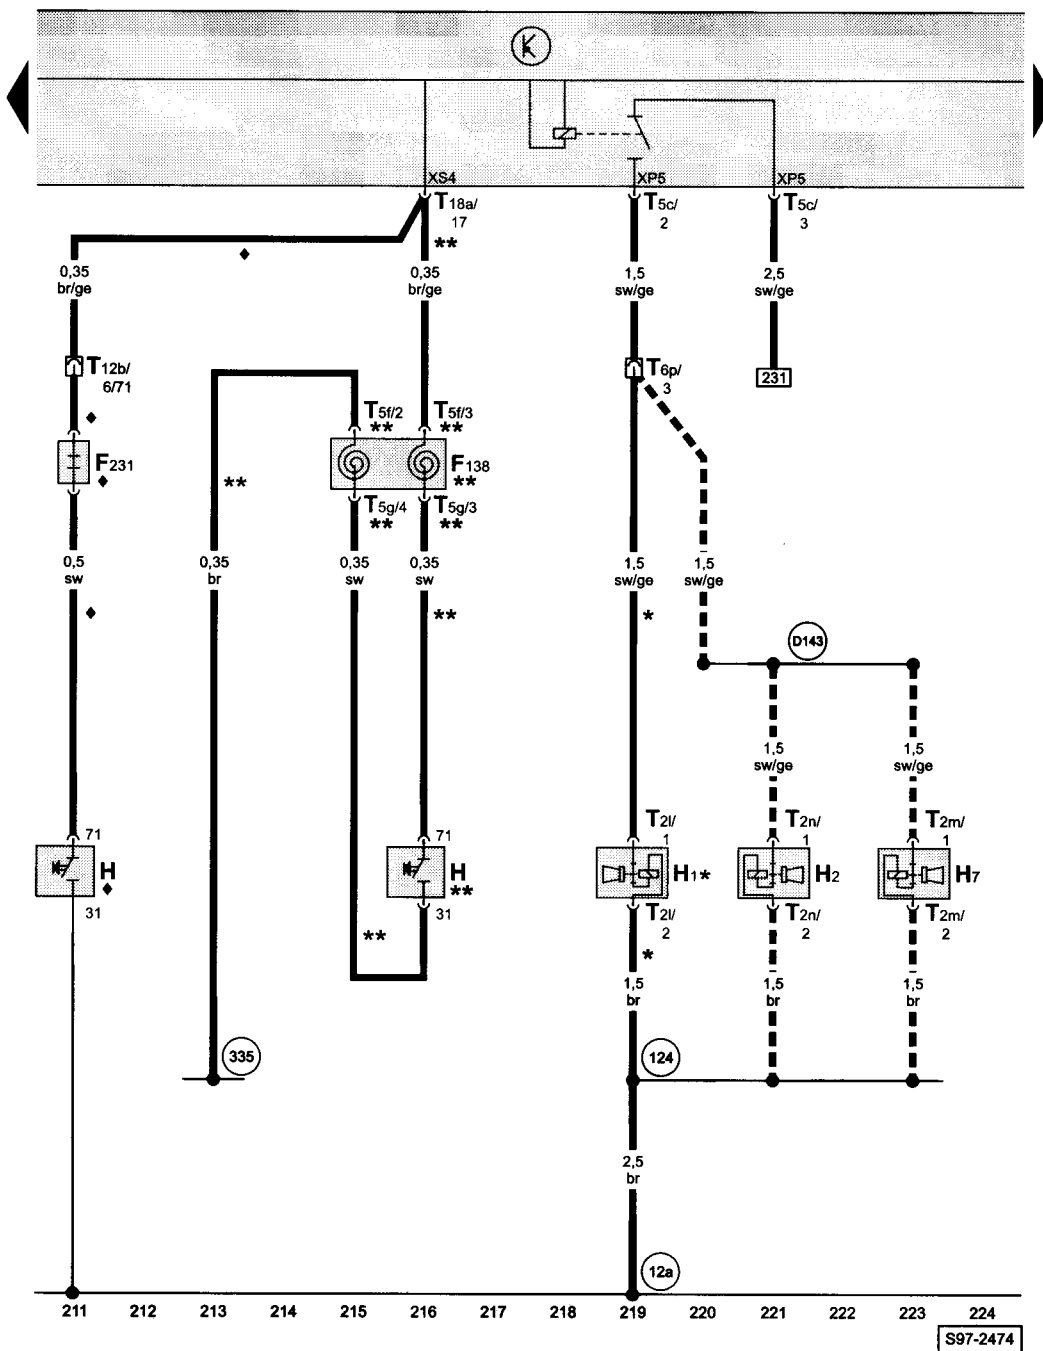 K
XS4
XP5
XP5
T18a/
17
**
T5c/
2
T5c/
3
♦
0,35
br/ge
0,35
br/ge
1,5
sw/ge
2,5
sw/ge
T12b/
6/71
T6p/
3
231
♦
T5f/2
**
T5f/3
**
F231
♦
**
F138
**
T5g/4
**
T5g/3
**
0,5
sw
0,35
br
0,35
sw
0,35
sw
1,5
sw/ge
1,5
sw/ge
♦
**
*
D143
1,5
sw/ge
1,5
sw/ge
71
71
T2l/
1
T2n/
1
T2m/
1
H
♦
H
**
H1*
H2
H7
31
31
T2l/
2
T2n/
2
T2m/
2
**
*
1,5
br
1,5
br
1,5
br
335
124
2,5
br
12a
211 212 213 214 215 216 217 218 219 220 221 222 223 224
S97-2474